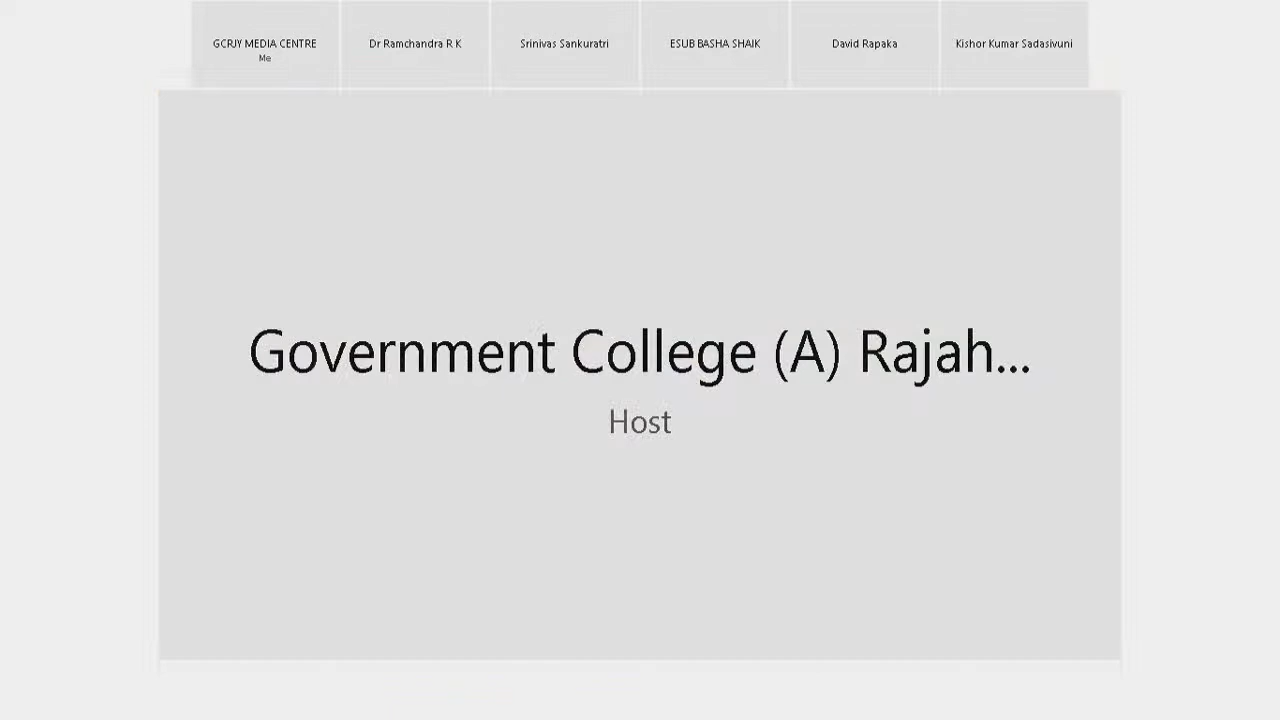 GCRJY MEDIA CENTRE
Me
Dr Ramchandra R K
Srinivas Sankuratri
ESUB BASHA SHAIK
David Rapaka
Kishor Kumar Sadasivuni
Government College (A) Rajah...
Host